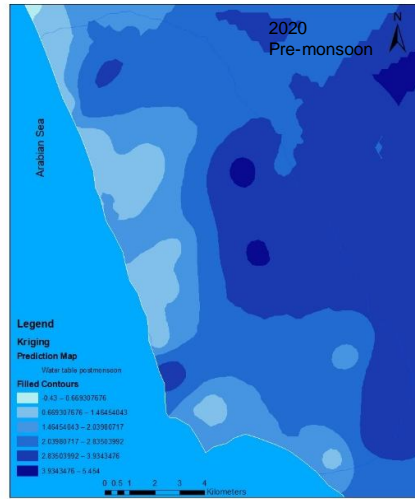 2020
Pre-monsoon
N
Arabian Sea
Legend
Kriging
Prediction Map
Water table postmonsoon
Filled Contours
-0.43 – 0.669307676
0.669307676 – 1.46454043
1.46454043 – 2.03980717
2.03980717 – 2.83503992
2.83503992 – 3.9343476
3.9343476 – 5.454
0 0.5 1 2 3 4
Kilometers